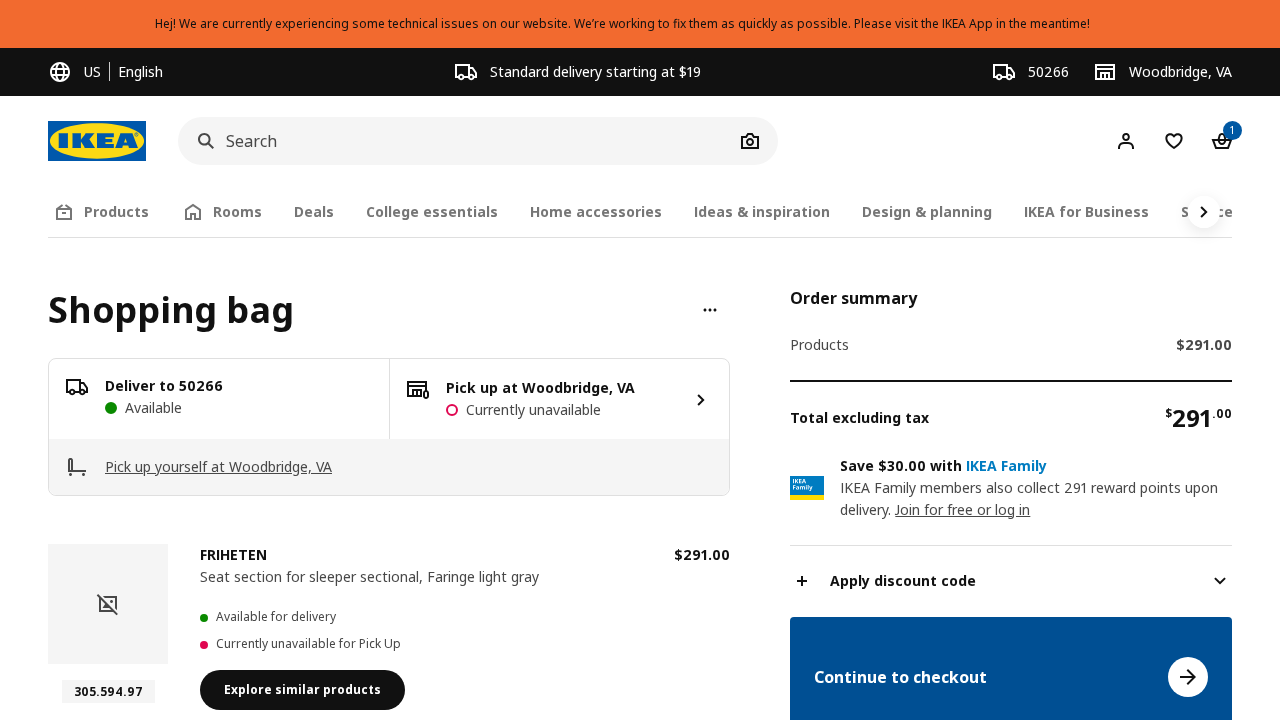 Hej! We are currently experiencing some technical issues on our website. We’re working to fix them as quickly as possible. Please visit the IKEA App in the meantime!
US | English
Standard delivery starting at $19
50266
Woodbridge, VA
IKEA
Search
1
Products
Rooms
Deals
College essentials
Home accessories
Ideas & inspiration
Design & planning
IKEA for Business
Shopping bag
Deliver to 50266
Available
Pick up at Woodbridge, VA
Currently unavailable
Pick up yourself at Woodbridge, VA
FRIHETEN
$291.00
Seat section for sleeper sectional, Faringe light gray
Available for delivery
Currently unavailable for Pick Up
305.594.97
Explore similar products
Order summary
Products
$291.00
Total excluding tax
$291.00
Save $30.00 with IKEA Family
IKEA Family
IKEA Family members also collect 291 reward points upon
delivery. Join for free or log in
Apply discount code
Continue to checkout